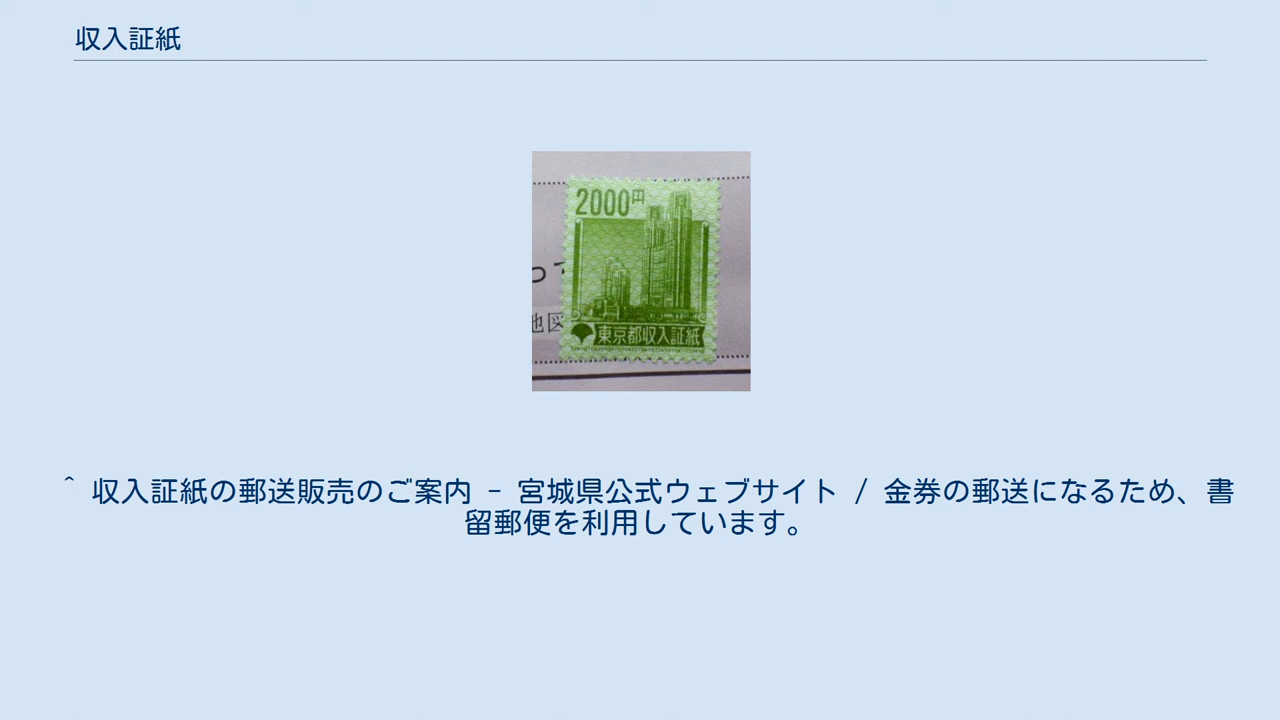 収入証紙
2000円
って
地図
東京都収入証紙
^ 収入証紙の郵送販売のご案内 - 宮城県公式ウェブサイト / 金券の郵送になるため、書
留郵便を利用しています。